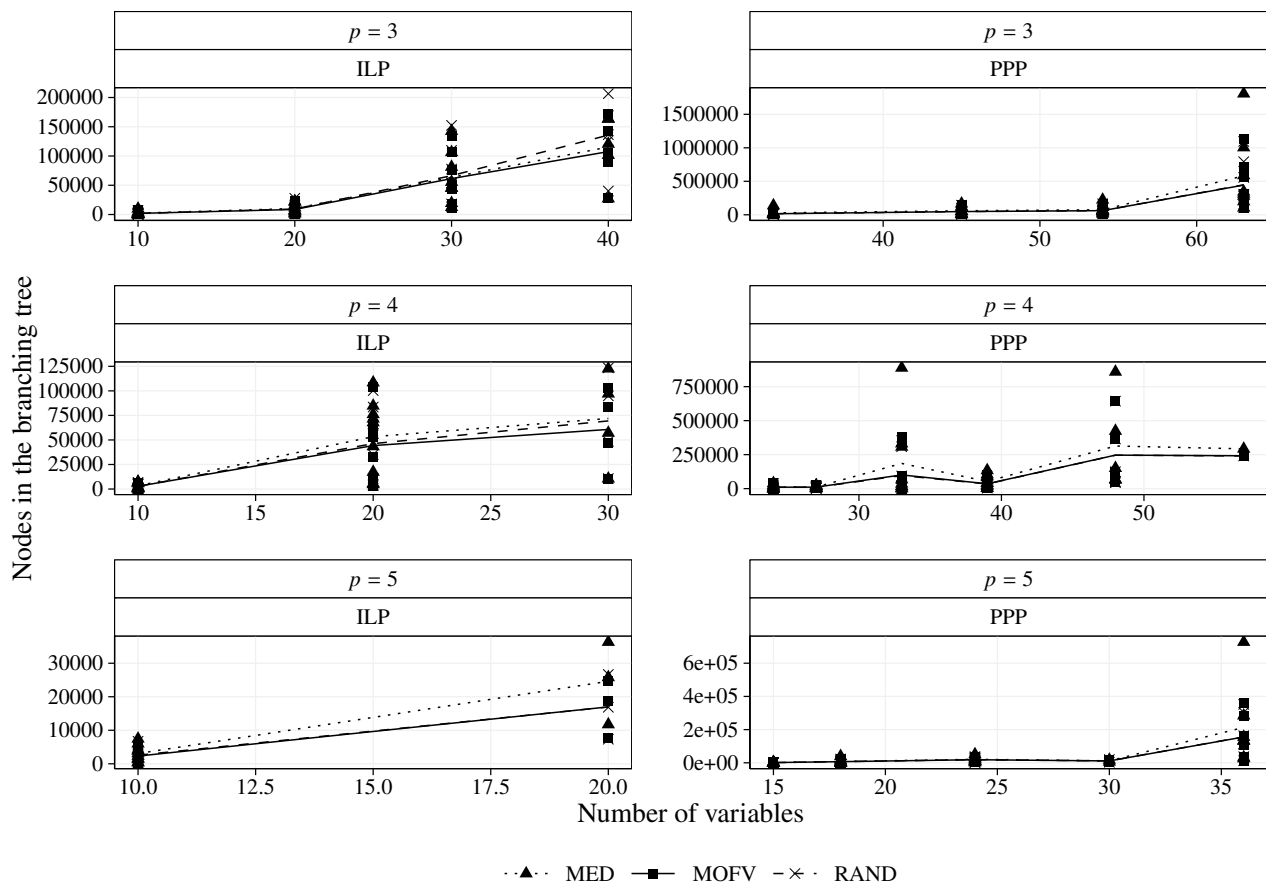 p = 3
ILP
200000
150000
100000
50000
0
10
20
30
40
p = 3
PPP
1500000
1000000
500000
0
40
50
60
Nodes in the branching tree
p = 4
ILP
125000
100000
75000
50000
25000
0
10
15
20
25
30
p = 4
PPP
750000
500000
250000
0
30
40
50
p = 5
ILP
30000
20000
10000
0
10.0
12.5
15.0
17.5
20.0
p = 5
PPP
6e+05
4e+05
2e+05
0e+00
15
20
25
30
35
Number of variables
MED MOFV RAND